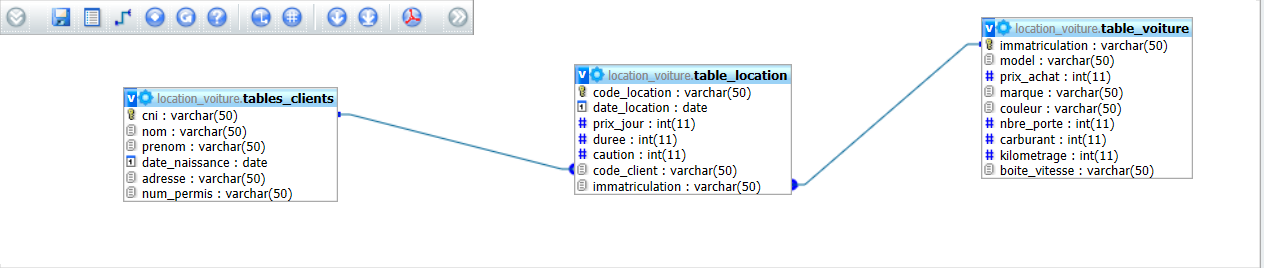 location_voiture.tables_clients
cni : varchar(50)
nom : varchar(50)
prenom : varchar(50)
date_naissance : date
adresse : varchar(50)
num_permis : varchar(50)
location_voiture.table_location
code_location : varchar(50)
date_location : date
prix_jour : int(11)
duree : int(11)
caution : int(11)
code_client : varchar(50)
immatriculation : varchar(50)
location_voiture.table_voiture
immatriculation : varchar(50)
model : varchar(50)
prix_achat : int(11)
marque : varchar(50)
couleur : varchar(50)
nbre_porte : int(11)
carburant : int(11)
kilometrage : int(11)
boite_vitesse : varchar(50)